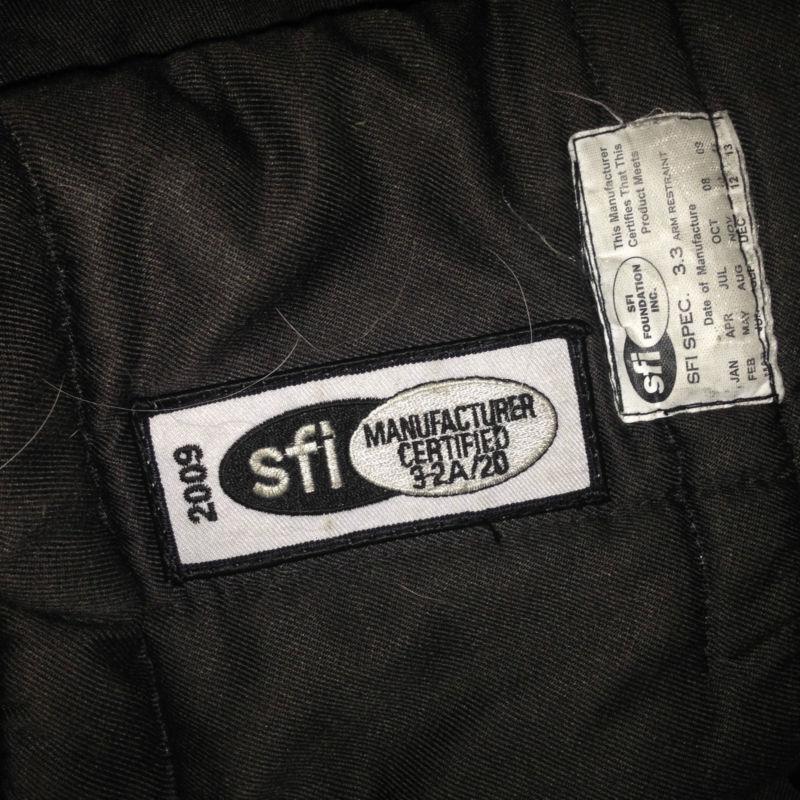 2009
sfi
MANUFACTURER
CERTIFIED
3-2A/20
This Manufacturer
Certifies That This
Product Meets
sfi
SFI
FOUNDATION
INC.
SFI SPEC. 3.3 ARM RESTRAINT
Date of Manufacture 08 09
JAN APR JUL OCT 12 13
FEB MAY AUG NOV
DEC